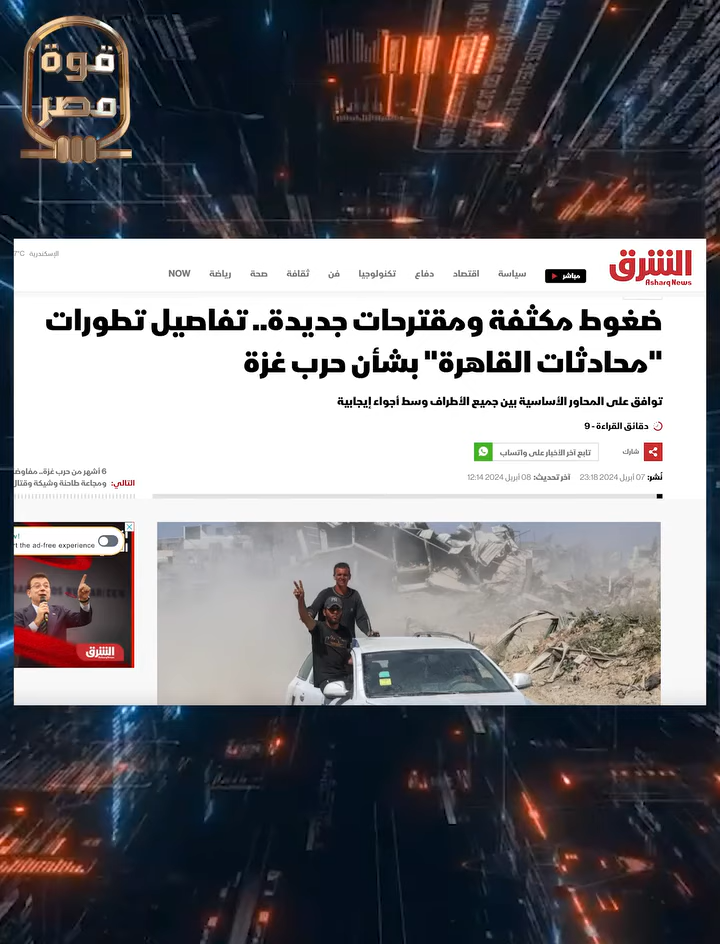 قوة
مصر
الإسكندرية
الشرق
Asharq News
مباشر
سياسة
اقتصاد
دفاع
تكنولوجيا
فن
ثقافة
صحة
رياضة
NOW
ضغوط مكثفة ومقترحات جديدة.. تفاصيل تطورات
"محادثات القاهرة" بشأن حرب غزة
توافق على المحاور الأساسية بين جميع الأطراف وسط أجواء إيجابية
دقائق القراءة - 9
شارك
تابع آخر الأخبار على واتساب
نُشر: 07 أبريل 2024 23:18 آخر تحديث: 08 أبريل 2024 12:14
التالي:
6 أشهر من حرب غزة..
ومجاعة طاحنة وشيكة
the ad-free experience
الشرق